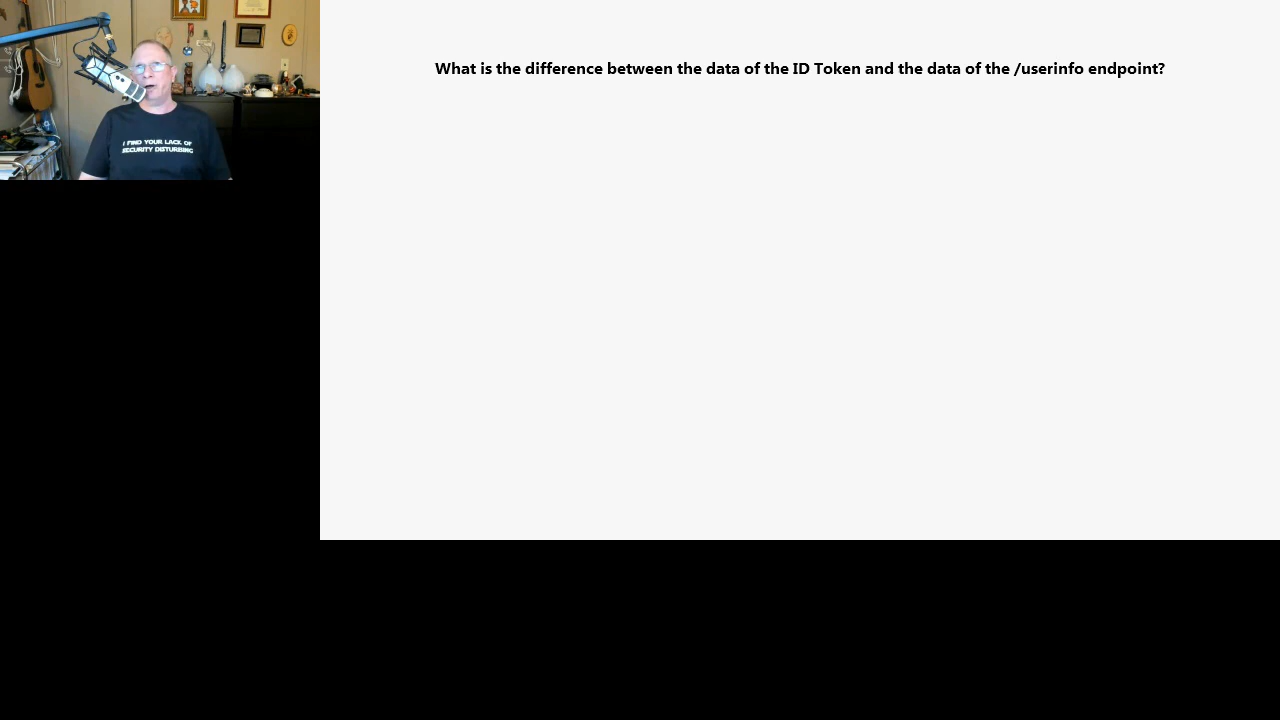 What is the difference between the data of the ID Token and the data of the /userinfo endpoint?
I FIND YOUR LACK OF
SECURITY DISTURBING